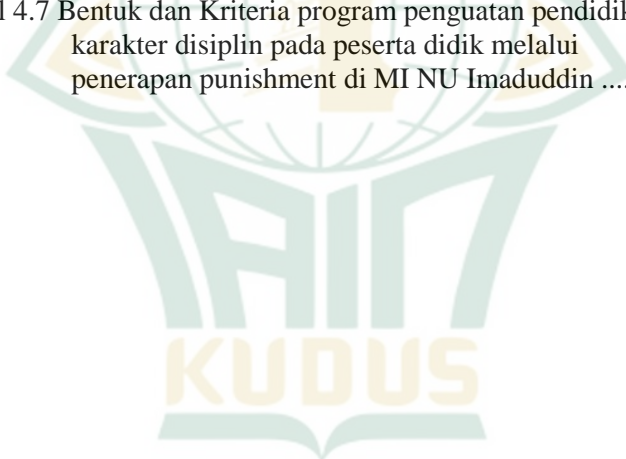 l 4.7 Bentuk dan Kriteria program penguatan pendidik
karakter disiplin pada peserta didik melalui
penerapan punishment di MI NU Imaduddin ....
IAIN
KUDUS